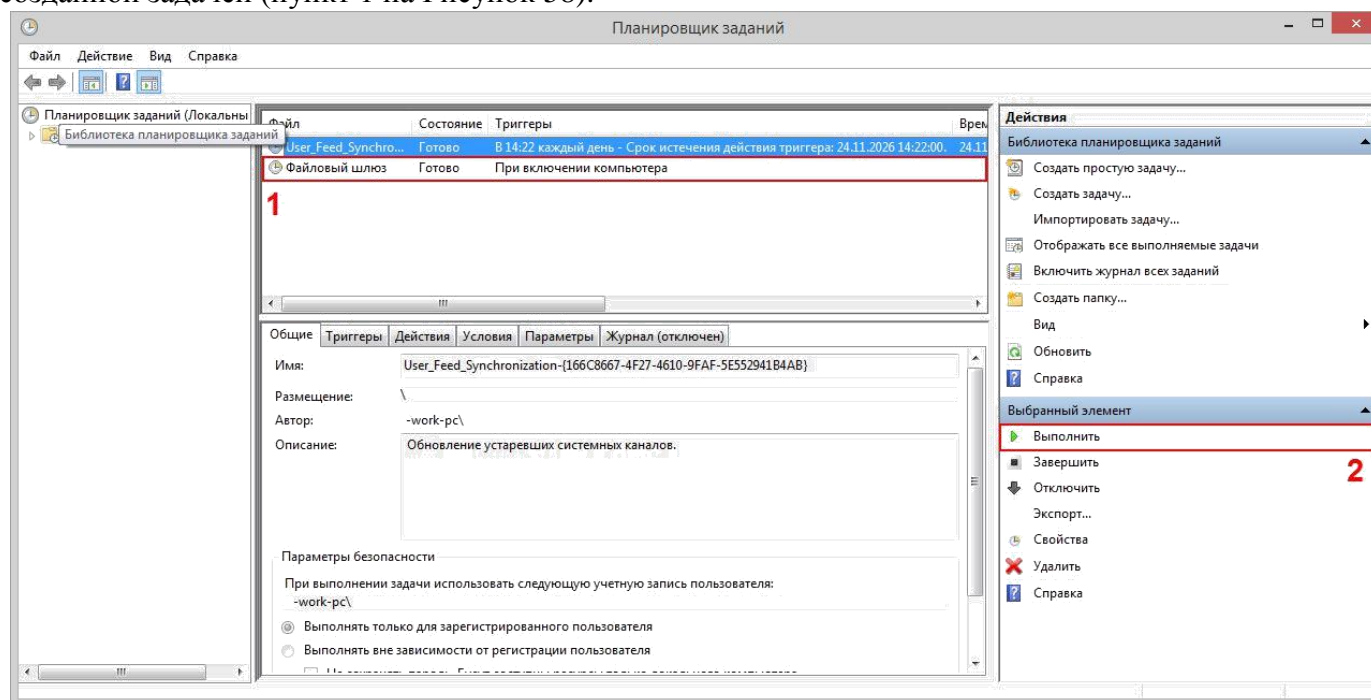 созданной задачей (пункт 1 на Рисунок 38).
Планировщик заданий
Файл Действие Вид Справка
Планировщик заданий (Локальны
Библиотека планировщика заданий
Файл Состояние Триггеры Врем
User_Feed_Synchro... Готово В 14:22 каждый день - Срок истечения действия триггера: 24.11.2026 14:22:00. 24.11
Файловый шлюз Готово При включении компьютера
1
Общие Триггеры Действия Условия Параметры Журнал (отключен)
Имя: User_Feed_Synchronization-{166C8667-4F27-4610-9FAF-5E552941B4AB}
Размещение: \
Автор: -work-pc\
Описание: Обновление устаревших системных каналов.
Параметры безопасности
При выполнении задачи использовать следующую учетную запись пользователя:
-work-pc\
Выполнять только для зарегистрированного пользователя
Выполнять вне зависимости от регистрации пользователя
Действия
Библиотека планировщика заданий
Создать простую задачу...
Создать задачу...
Импортировать задачу...
Отображать все выполняемые задачи
Включить журнал всех заданий
Создать папку...
Вид
Обновить
Справка
Выбранный элемент
Выполнить
2
Завершить
Отключить
Экспорт...
Свойства
Удалить
Справка